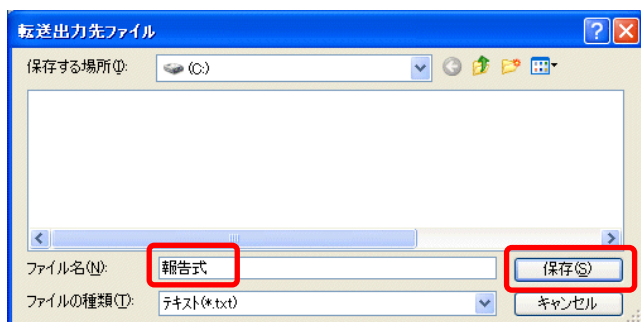 転送出力先ファイル
保存する場所(I): (C:)
ファイル名(N): 報告式 保存(S)
ファイルの種類(T): テキスト(*.txt) キャンセル